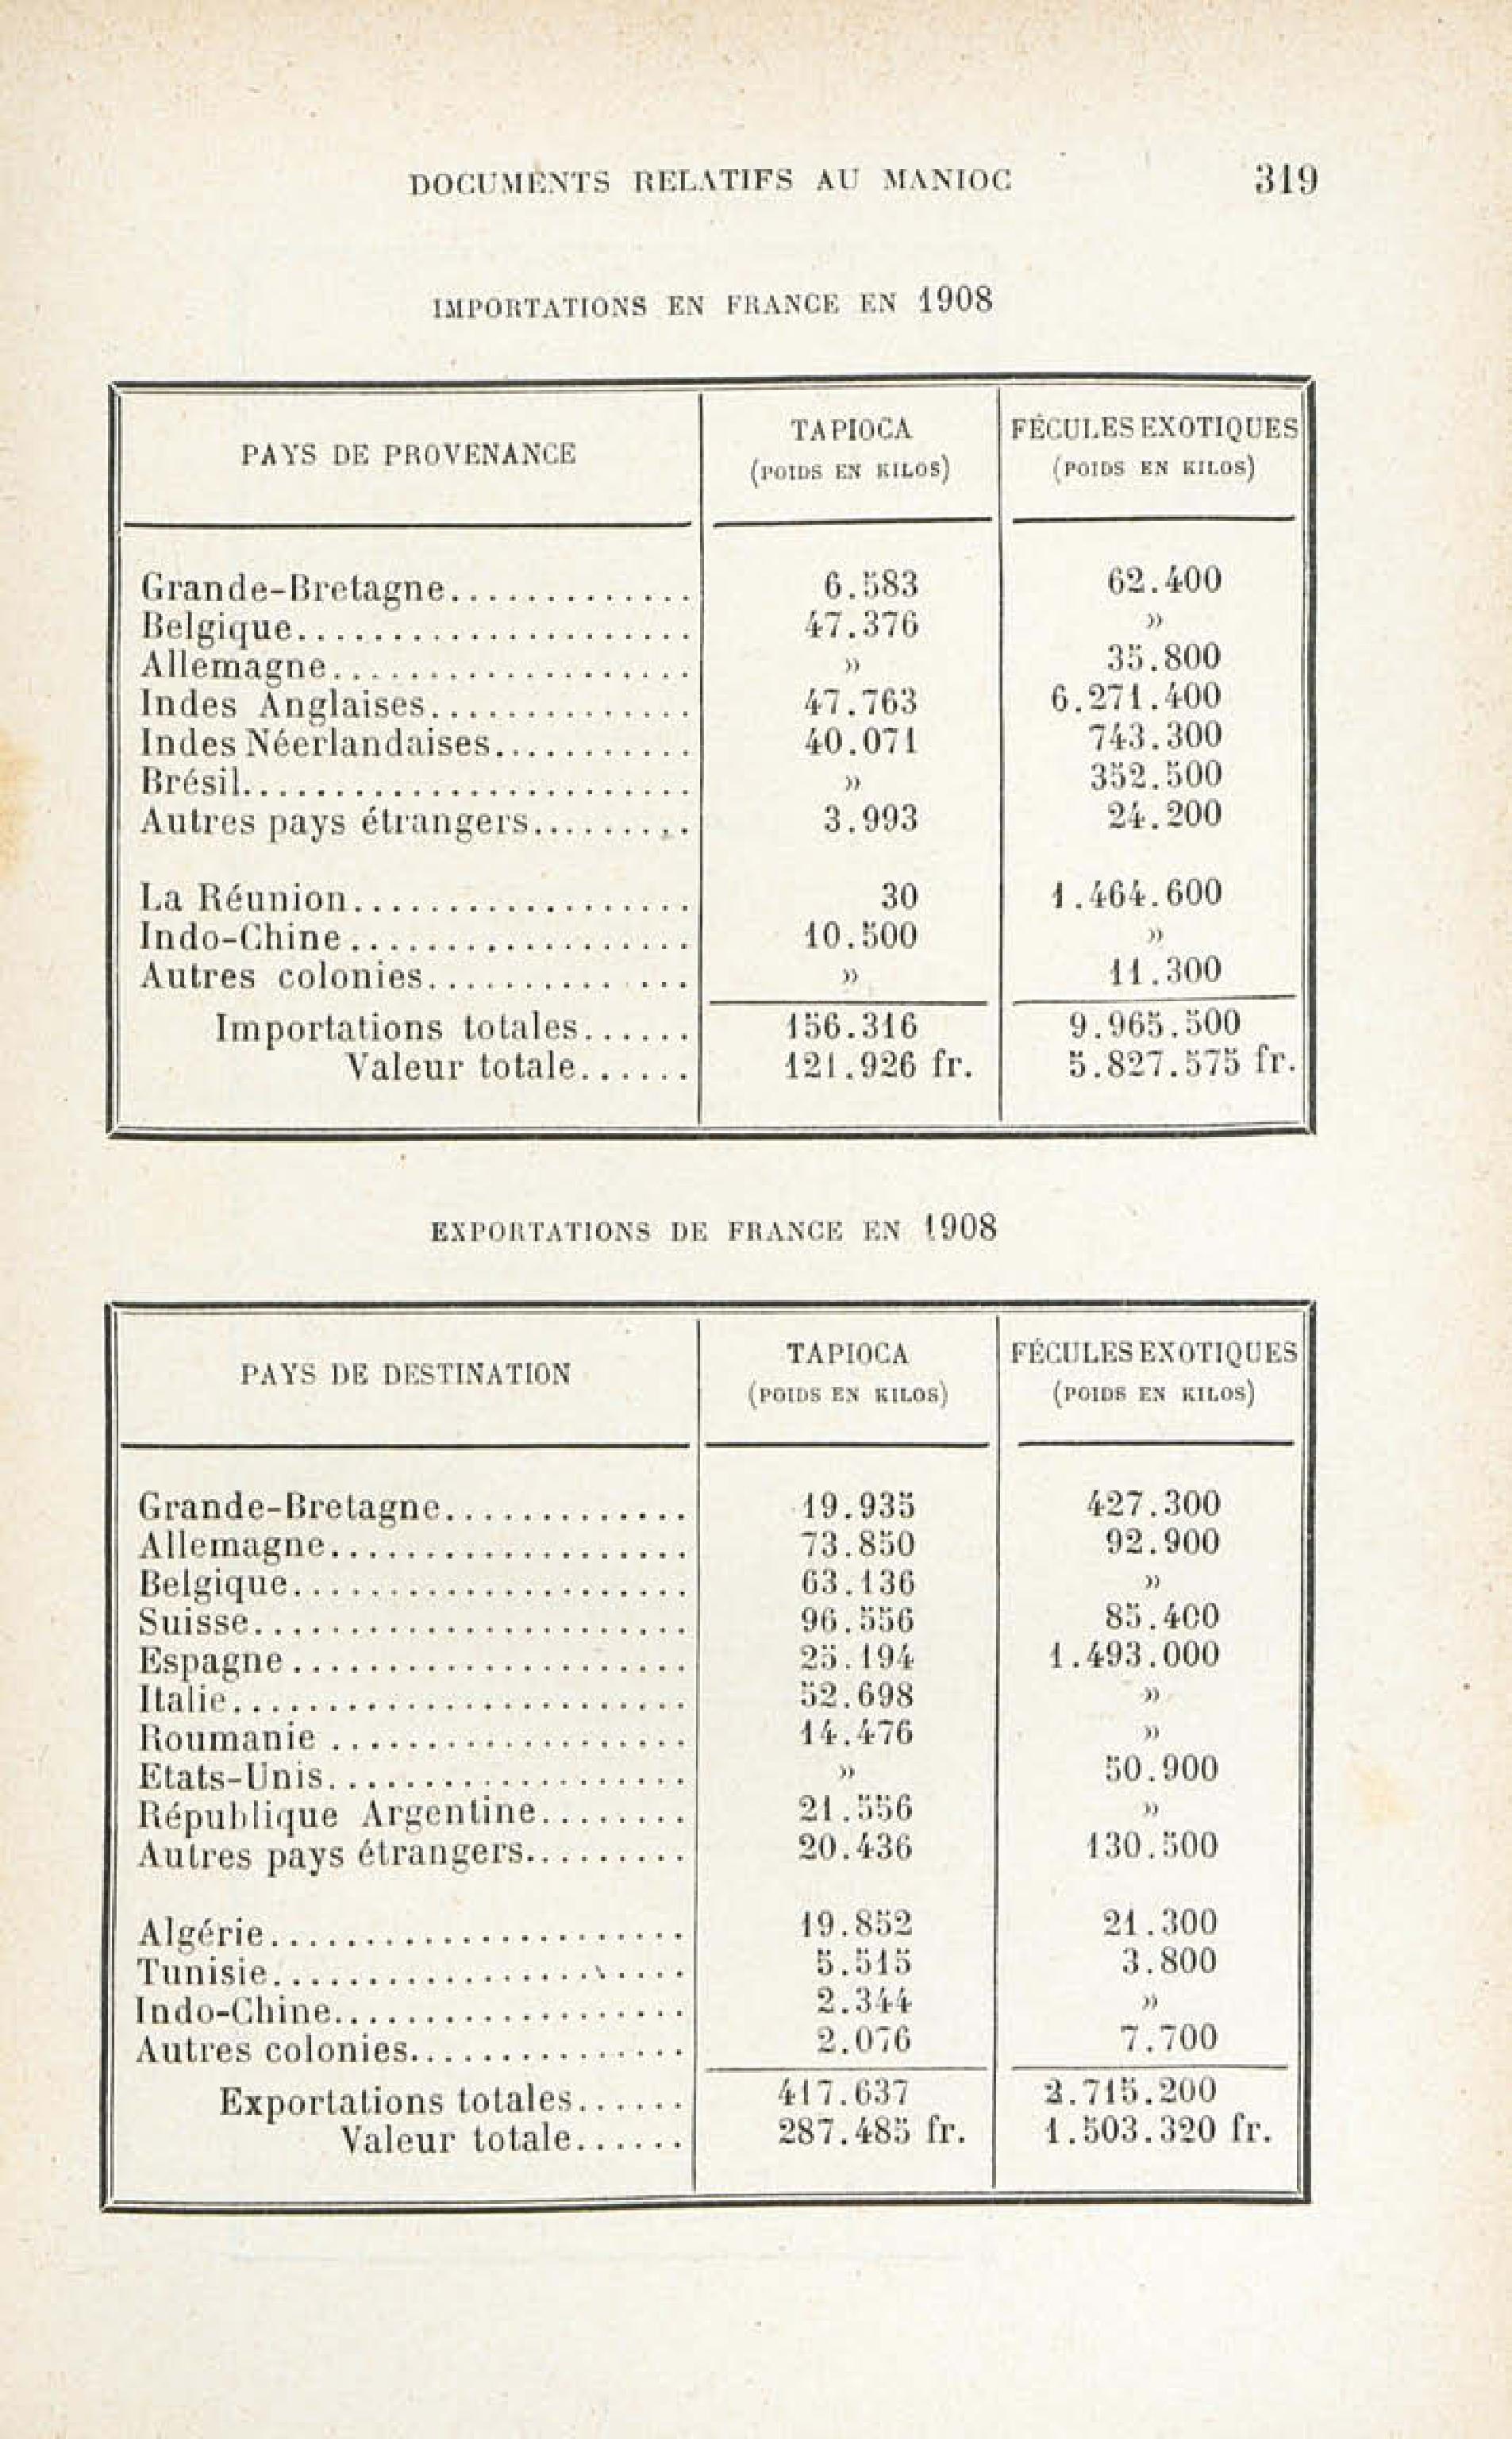 DOCUMENTS RELATIFS AU MANIOC 319
IMPORTATIONS EN FRANCE EN 1908
PAYS DE PROVENANCE TAPIOCA (POIDS EN KILOS) FÉCULES EXOTIQUES (POIDS EN KILOS)
Grande-Bretagne............. 6.583 62.400
Belgique..................... 47.376 »
Allemagne................... » 35.800
Indes Anglaises.............. 47.763 6.271.400
Indes Néerlandaises........... 40.071 743.300
Brésil........................ » 352.500
Autres pays étrangers......... 3.993 24.200
La Réunion.................. 30 1.464.600
Indo-Chine.................. 10.500 »
Autres colonies.............. » 11.300
Importations totales...... 156.316 9.965.500
Valeur totale...... 121.926 fr. 5.827.575 fr.
EXPORTATIONS DE FRANCE EN 1908
PAYS DE DESTINATION TAPIOCA (POIDS EN KILOS) FÉCULES EXOTIQUES (POIDS EN KILOS)
Grande-Bretagne............. 19.935 427.300
Allemagne................... 73.850 92.900
Belgique..................... 63.136 »
Suisse....................... 96.556 85.400
Espagne..................... 25.194 1.493.000
Italie........................ 52.698 »
Roumanie ................... 14.476 »
Etats-Unis................... » 50.900
République Argentine........ 21.556 »
Autres pays étrangers......... 20.436 130.500
Algérie...................... 19.852 21.300
Tunisie...................... 5.515 3.800
Indo-Chine................... 2.344 »
Autres colonies............... 2.076 7.700
Exportations totales...... 417.637 2.715.200
Valeur totale...... 287.485 fr. 1.503.320 fr.